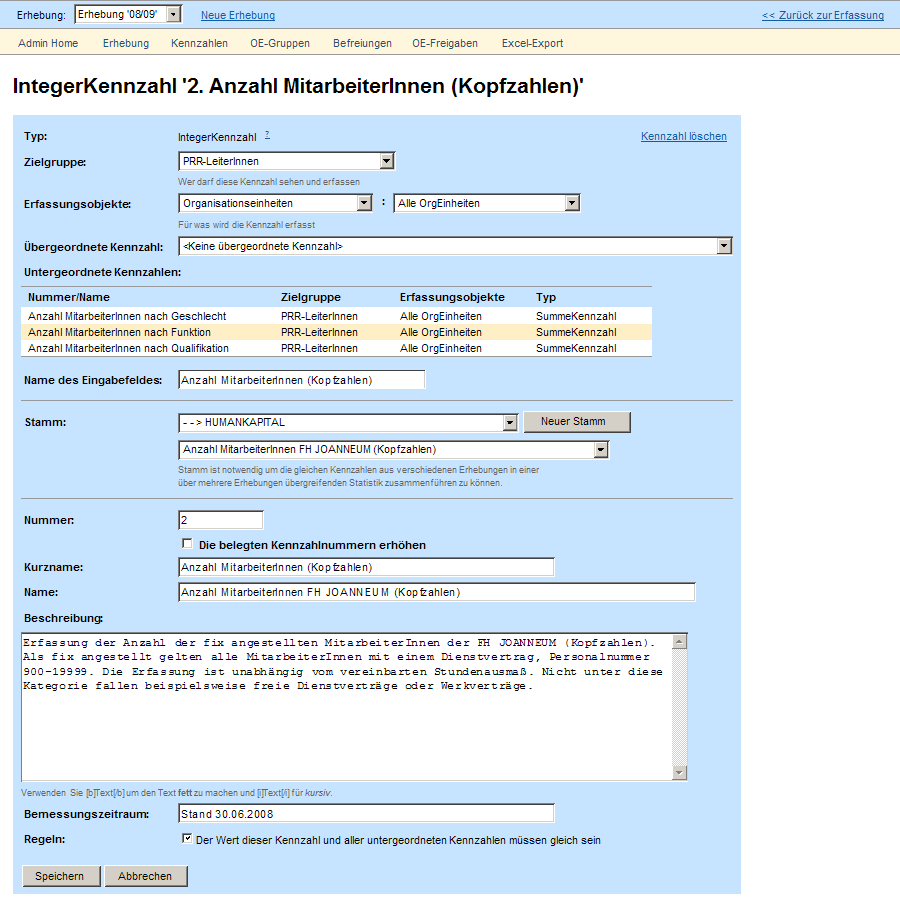 Erhebung: Erhebung '08/09' Neue Erhebung << Zurück zur Erfassung
Admin Home Erhebung Kennzahlen OE-Gruppen Befreiungen OE-Freigaben Excel-Export
IntegerKennzahl '2. Anzahl MitarbeiterInnen (Kopfzahlen)'
Typ: IntegerKennzahl ? Kennzahl löschen
Zielgruppe: PRR-LeiterInnen
Wer darf diese Kennzahl sehen und erfassen
Erfassungsobjekte: Organisationseinheiten : Alle OrgEinheiten
Für was wird die Kennzahl erfasst
Übergeordnete Kennzahl: <Keine übergeordnete Kennzahl>
Untergeordnete Kennzahlen:
Nummer/Name Zielgruppe Erfassungsobjekte Typ
Anzahl MitarbeiterInnen nach Geschlecht PRR-LeiterInnen Alle OrgEinheiten SummeKennzahl
Anzahl MitarbeiterInnen nach Funktion PRR-LeiterInnen Alle OrgEinheiten SummeKennzahl
Anzahl MitarbeiterInnen nach Qualifikation PRR-LeiterInnen Alle OrgEinheiten SummeKennzahl
Name des Eingabefeldes: Anzahl MitarbeiterInnen (Kopfzahlen)
Stamm: --> HUMANKAPITAL Neuer Stamm
Anzahl MitarbeiterInnen FH JOANNEUM (Kopfzahlen)
Stamm ist notwendig um die gleichen Kennzahlen aus verschiedenen Erhebungen in einer
über mehrere Erhebungen übergreifenden Statistik zusammenführen zu können.
Nummer: 2
Die belegten Kennzahlnummern erhöhen
Kurzname: Anzahl MitarbeiterInnen (Kopfzahlen)
Name: Anzahl MitarbeiterInnen FH JOANNEUM (Kopfzahlen)
Beschreibung:
Erfassung der Anzahl der fix angestellten MitarbeiterInnen der FH JOANNEUM (Kopfzahlen).
Als fix angestellt gelten alle MitarbeiterInnen mit einem Dienstvertrag, Personalnummer
900-19999. Die Erfassung ist unabhängig vom vereinbarten Stundenausmaß. Nicht unter diese
Kategorie fallen beispielsweise freie Dienstverträge oder Werkverträge.
Verwenden Sie [b]Text[/b] um den Text fett zu machen und [i]Text[/i] für kursiv.
Bemessungszeitraum: Stand 30.06.2008
Regeln: Der Wert dieser Kennzahl und aller untergeordneten Kennzahlen müssen gleich sein
Speichern Abbrechen